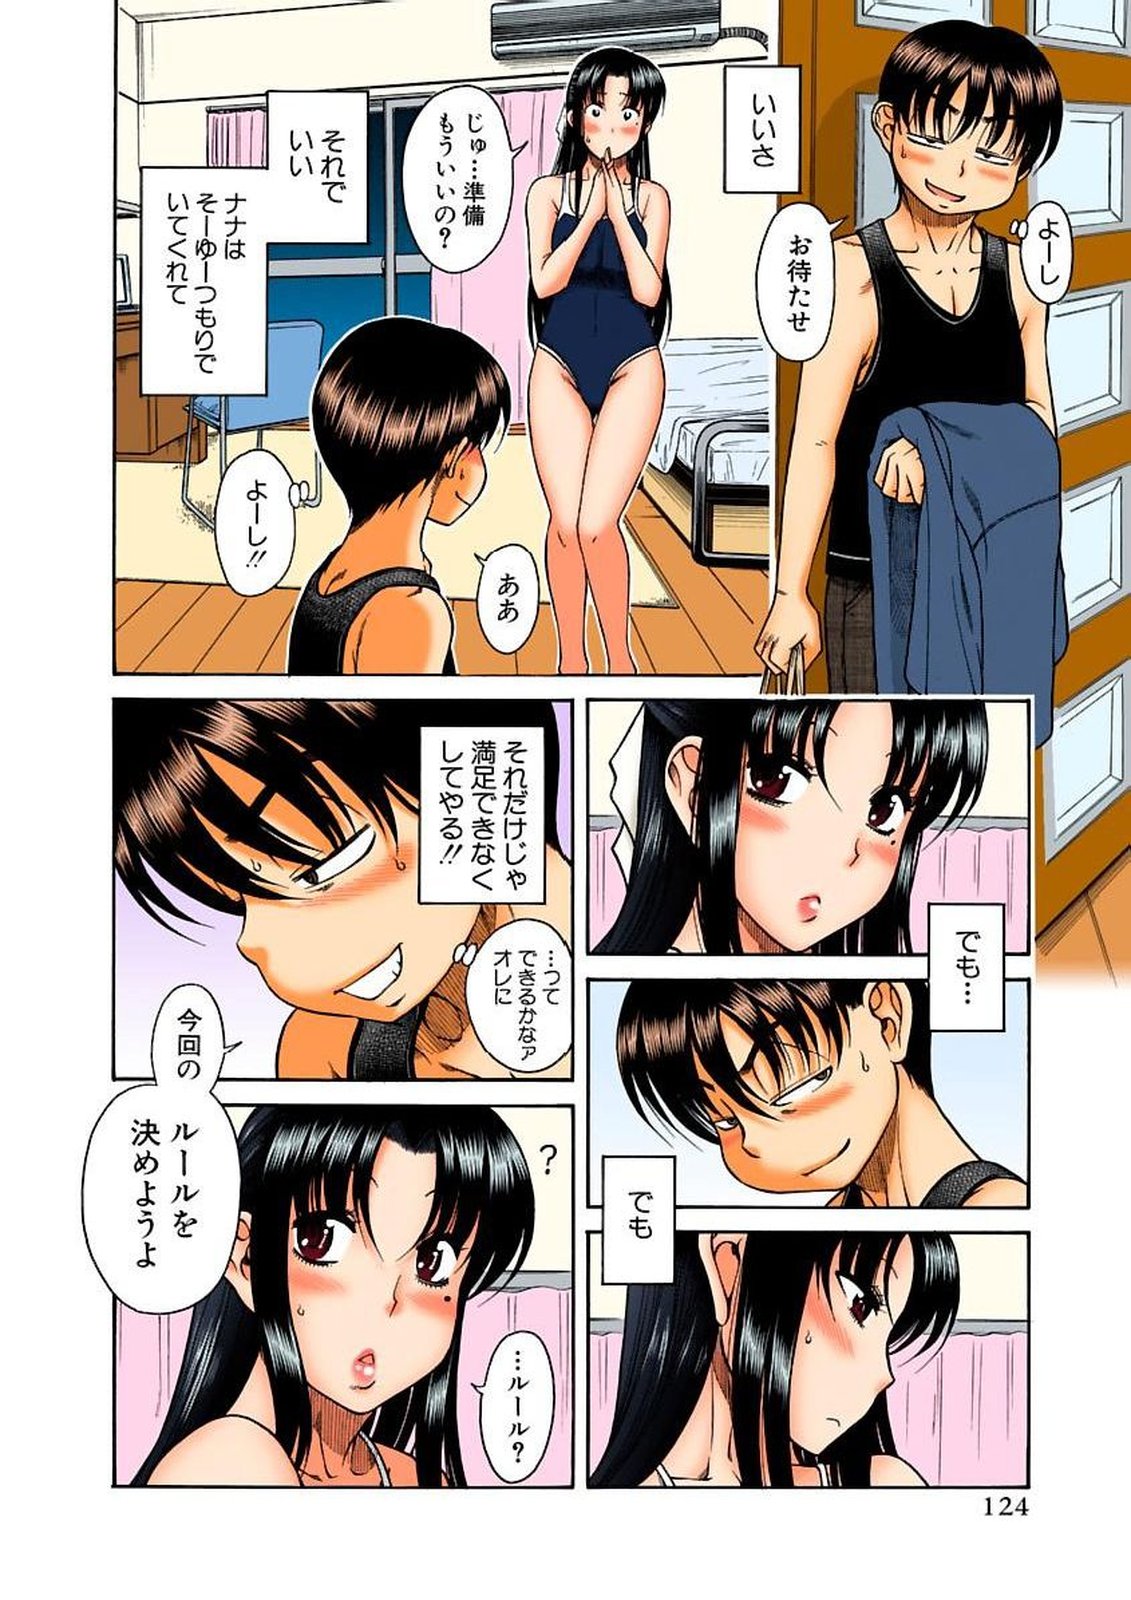 いいさ
よーし
お待たせ
じゅ…準備
もういいの?
それで
いい
ナナは
そーゆーつもりで
いてくれて
よーし!!
ああ
でも…
でも
それだけじゃ
満足できなく
してやる!!
…って
できるかなァ
オレに
今回の
ルールを
決めようよ
?
…ルール?
124